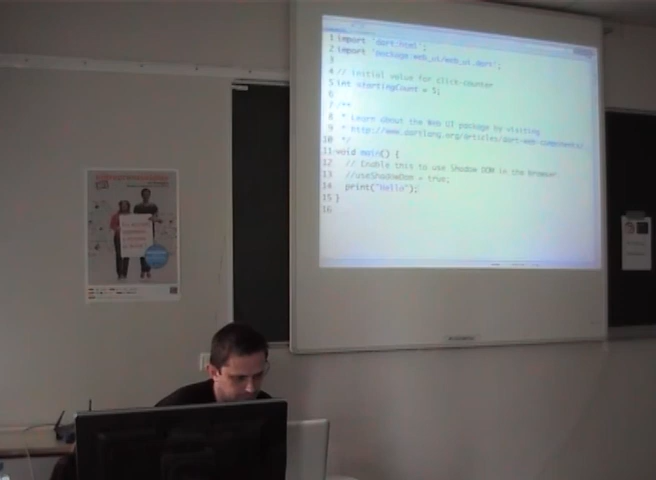 1 import 'dart:html';
2 import 'package:web_ui/web_ui.dart';
3
4 // Initial value for click-counter
5 int startingCount = 5;
6
7 /**
8 * Learn about the Web UI package by visiting
9 * http://www.dartlang.org/articles/dart-web-components/
10 */
11 void main() {
12 // Enable this to use Shadow DOM in the browser
13 //useShadowDom = true;
14 print("Hello");
15 }
16